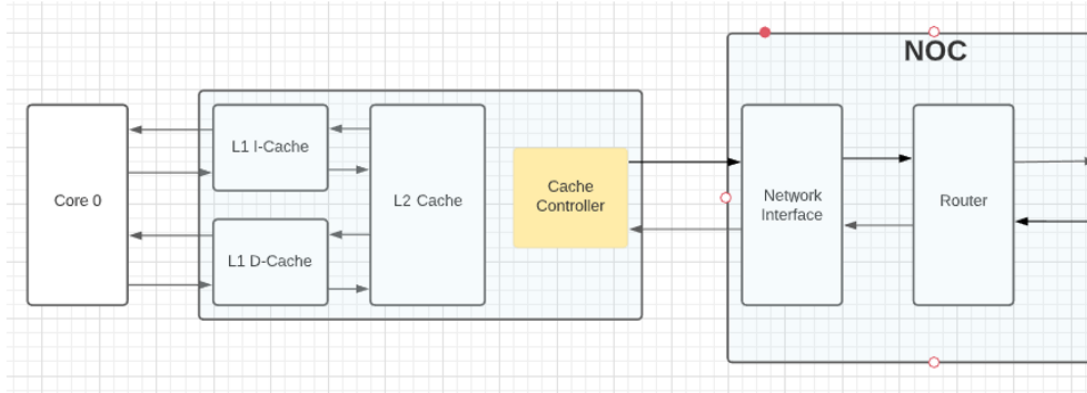 NOC
Core 0
L1 I-Cache
L1 D-Cache
L2 Cache
Cache
Controller
Network
Interface
Router